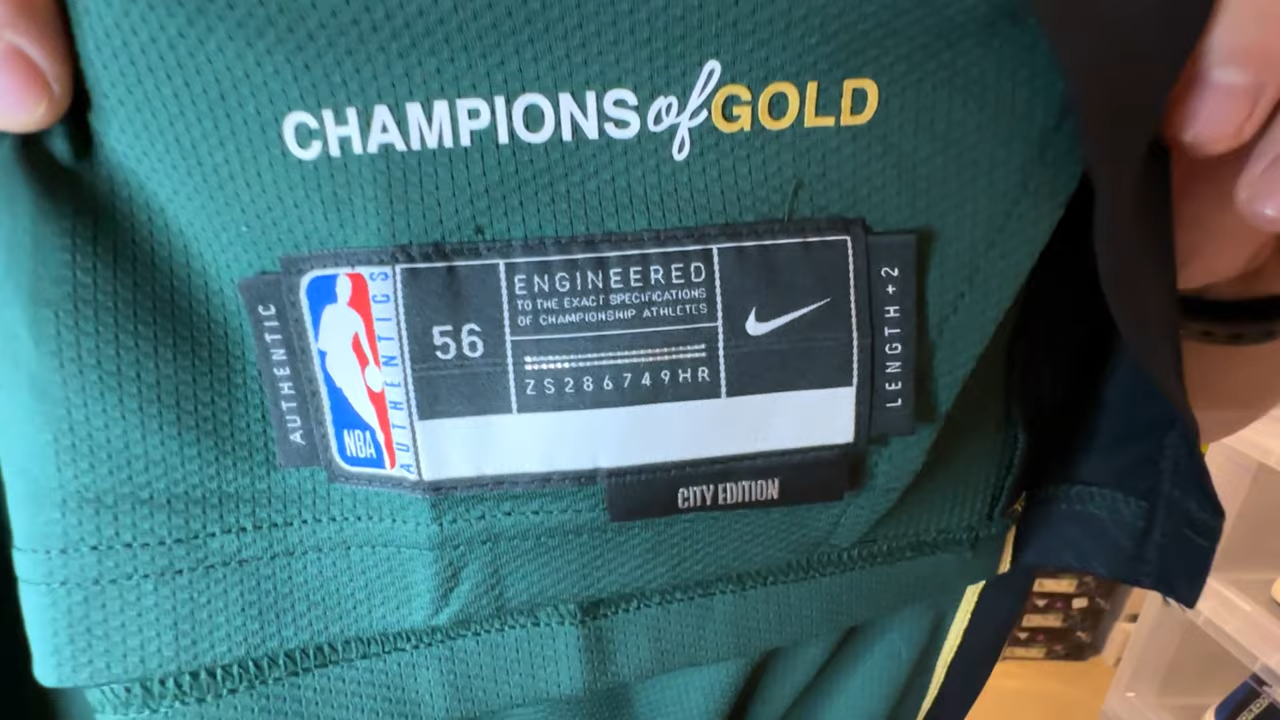 CHAMPIONS of GOLD
AUTHENTIC
NBA
AUTHENTICS
56
ENGINEERED
TO THE EXACT SPECIFICATIONS
OF CHAMPIONSHIP ATHLETES
ZS286749HR
LENGTH +2
CITY EDITION